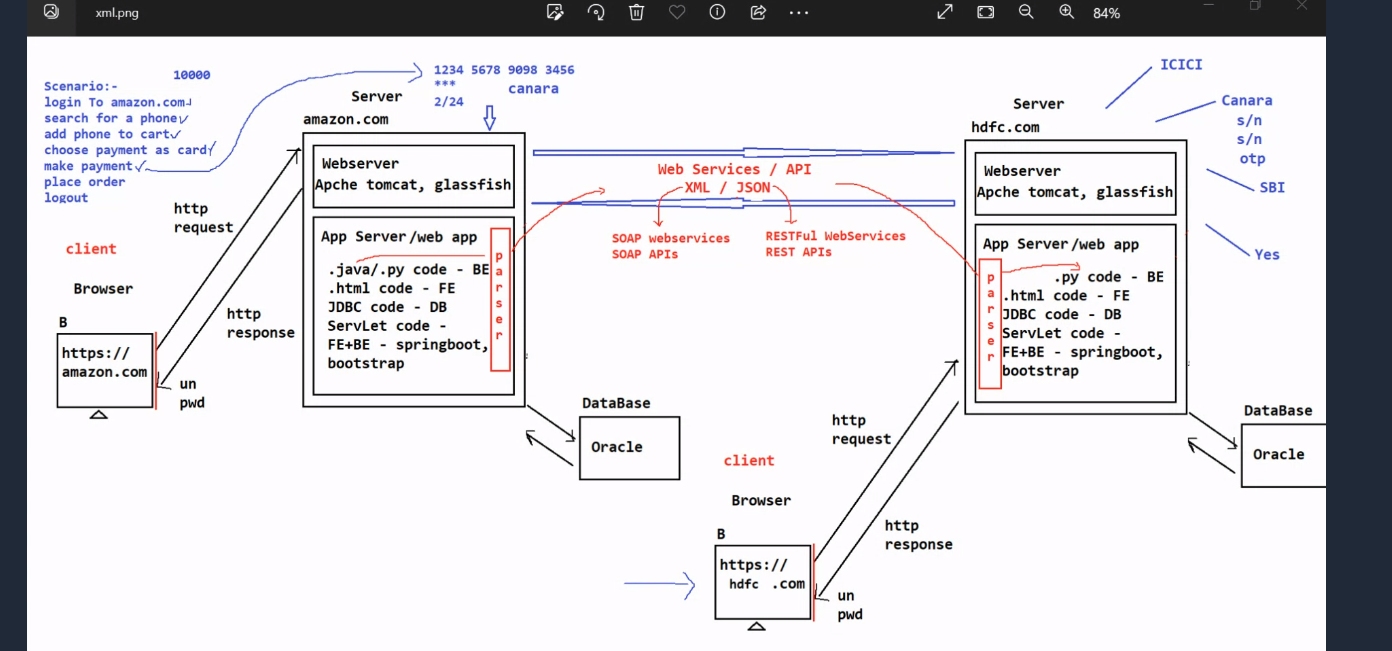 xml.png
84%
10000
Scenario:-
login To amazon.com
search for a phone
add phone to cart
choose payment as card
make payment
place order
logout
1234 5678 9098 3456
***
2/24
canara
Server
amazon.com
Webserver
Apche tomcat, glassfish
App Server/web app
.java/.py code - BE
.html code - FE
JDBC code - DB
ServLet code -
FE+BE - springboot,
bootstrap
parser
http
request
http
response
client
Browser
B
https://
amazon.com
un
pwd
DataBase
Oracle
Web Services / API
XML / JSON
SOAP webservices
SOAP APIs
RESTFul WebServices
REST APIs
ICICI
Canara
s/n
s/n
otp
SBI
Yes
Server
hdfc.com
Webserver
Apche tomcat, glassfish
App Server/web app
.py code - BE
.html code - FE
JDBC code - DB
ServLet code -
FE+BE - springboot,
bootstrap
parser
http
request
http
response
client
Browser
B
https://
hdfc .com
un
pwd
DataBase
Oracle